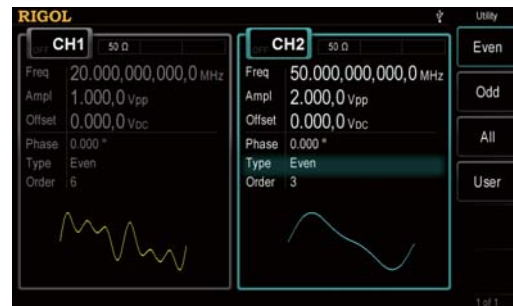 RIGOL
Utility
OFF CH1 50 Ω
Freq 20.000,000,000,0 MHz
Ampl 1.000,0 Vpp
Offset 0.000,0 VDC
Phase 0.000 °
Type Even
Order 6
OFF CH2 50 Ω
Freq 50.000,000,000,0 MHz
Ampl 2.000,0 Vpp
Offset 0.000,0 VDC
Phase 0.000 °
Type Even
Order 3
Even
Odd
All
User
1 of 1